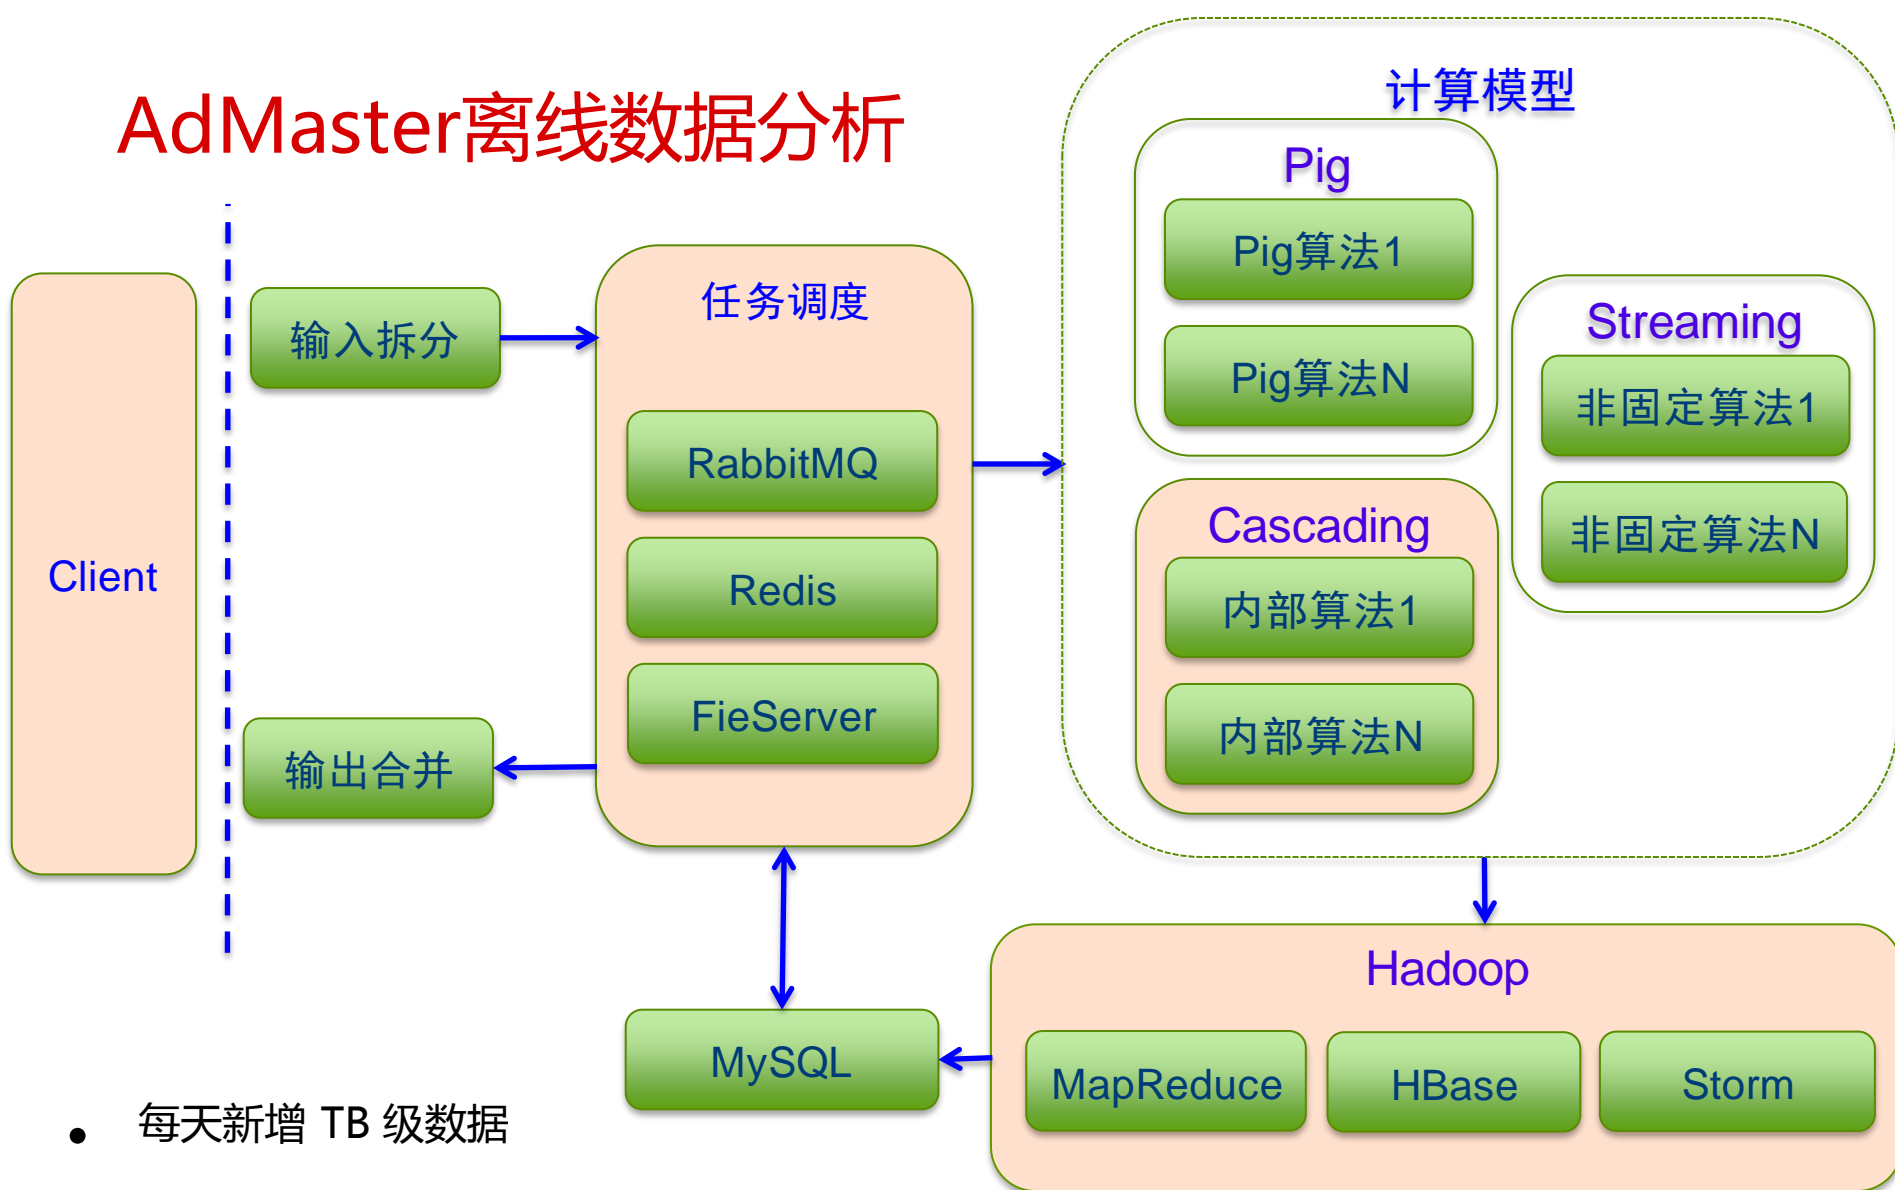 AdMaster离线数据分析
Client
输入拆分
输出合并
任务调度
RabbitMQ
Redis
FieServer
计算模型
Pig
Pig算法1
Pig算法N
Streaming
非固定算法1
非固定算法N
Cascading
内部算法1
内部算法N
Hadoop
MapReduce
HBase
Storm
MySQL
• 每天新增 TB 级数据